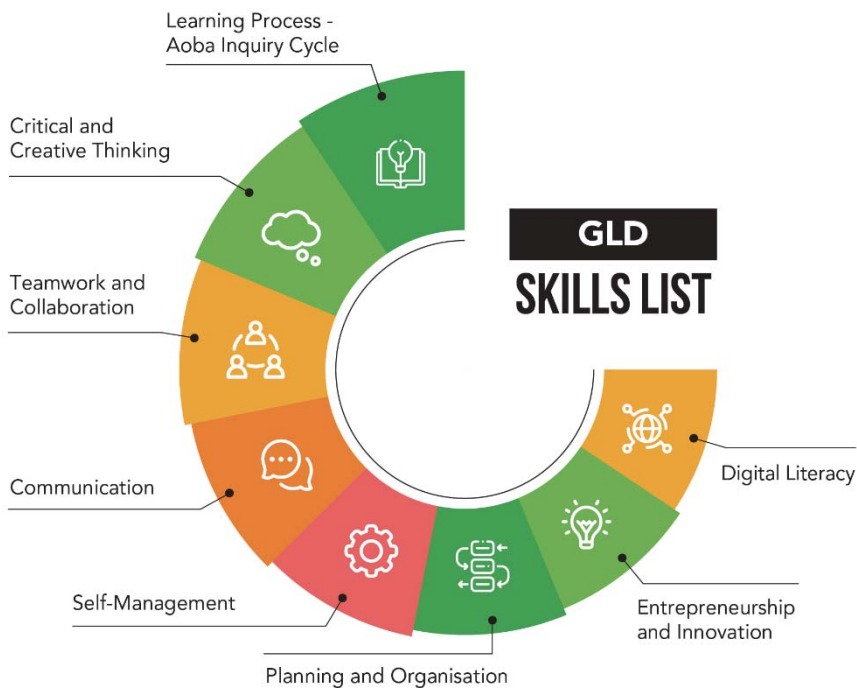 Learning Process -
Aoba Inquiry Cycle
Critical and
Creative Thinking
GLD
SKILLS LIST
Teamwork and
Collaboration
Digital Literacy
Communication
Self-Management
Entrepreneurship
and Innovation
Planning and Organisation